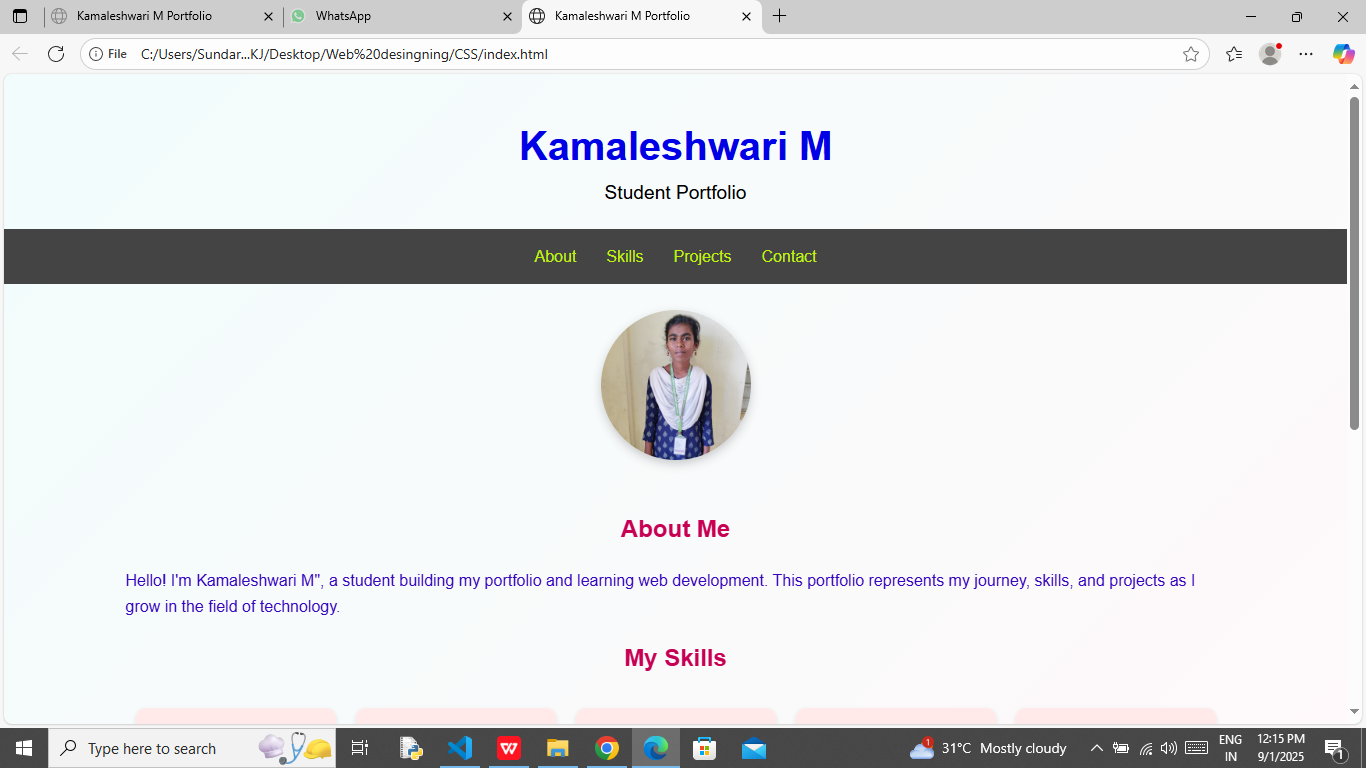 Kamaleshwari M Portfolio
WhatsApp
Kamaleshwari M Portfolio
File C:/Users/Sundar...KJ/Desktop/Web%20desingning/CSS/index.html
Kamaleshwari M
Student Portfolio
About Skills Projects Contact
About Me
Hello! I'm Kamaleshwari M", a student building my portfolio and learning web development. This portfolio represents my journey, skills, and projects as I
grow in the field of technology.
My Skills
Type here to search
W
1
31°C Mostly cloudy
ENG
IN
12:15 PM
9/1/2025
1